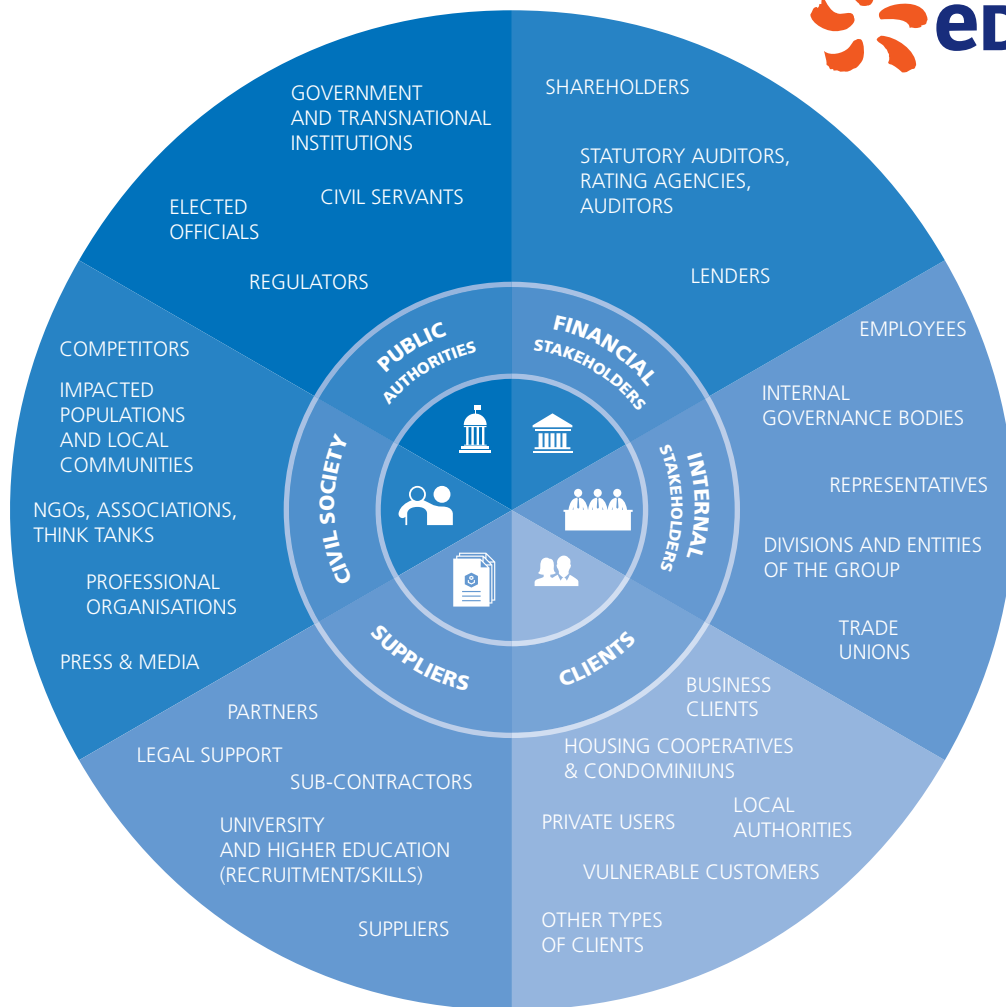 eD
GOVERNMENT
AND TRANSNATIONAL
INSTITUTIONS
CIVIL SERVANTS
ELECTED
OFFICIALS
REGULATORS
SHAREHOLDERS
STATUTORY AUDITORS,
RATING AGENCIES,
AUDITORS
LENDERS
EMPLOYEES
INTERNAL
GOVERNANCE BODIES
REPRESENTATIVES
DIVISIONS AND ENTITIES
OF THE GROUP
TRADE
UNIONS
BUSINESS
CLIENTS
HOUSING COOPERATIVES
& CONDOMINIUNS
PRIVATE USERS
LOCAL
AUTHORITIES
VULNERABLE CUSTOMERS
OTHER TYPES
OF CLIENTS
PARTNERS
LEGAL SUPPORT
SUB-CONTRACTORS
UNIVERSITY
AND HIGHER EDUCATION
(RECRUITMENT/SKILLS)
SUPPLIERS
COMPETITORS
IMPACTED
POPULATIONS
AND LOCAL
COMMUNITIES
NGOs, ASSOCIATIONS,
THINK TANKS
PROFESSIONAL
ORGANISATIONS
PRESS & MEDIA
PUBLIC
AUTHORITIES
FINANCIAL
STAKEHOLDERS
INTERNAL
STAKEHOLDERS
CLIENTS
SUPPLIERS
CIVIL SOCIETY